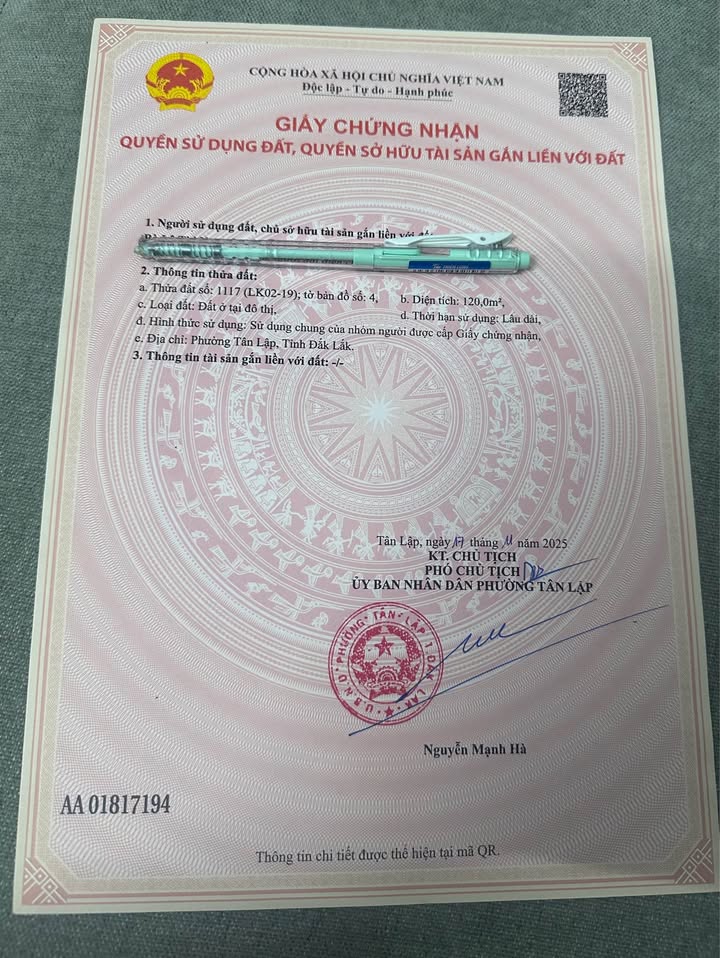 CỘNG HÒA XÃ HỘI CHỦ NGHĨA VIỆT NAM
Độc lập - Tự do - Hạnh phúc
GIẤY CHỨNG NHẬN
QUYỀN SỬ DỤNG ĐẤT, QUYỀN SỞ HỮU TÀI SẢN GẮN LIỀN VỚI ĐẤT
1. Người sử dụng đất, chủ sở hữu tài sản gắn liền với đất
2. Thông tin thửa đất:
a. Thửa đất số: 1117 (LK02-19); tờ bản đồ số: 4, b. Diện tích: 120,0m²,
c. Loại đất: Đất ở tại đô thị, d. Thời hạn sử dụng: Lâu dài,
đ. Hình thức sử dụng: Sử dụng chung của nhóm người được cấp Giấy chứng nhận,
e. Địa chỉ: Phường Tân Lập, Tỉnh Đắk Lắk.
3. Thông tin tài sản gắn liền với đất: -/-
Tân Lập, ngày 17 tháng 11 năm 2025
KT. CHỦ TỊCH
PHÓ CHỦ TỊCH
ỦY BAN NHÂN DÂN PHƯỜNG TÂN LẬP
U.B.N.D PHƯỜNG TÂN LẬP T.ĐẮK LẮK
Nguyễn Mạnh Hà
AA 01817194
Thông tin chi tiết được thể hiện tại mã QR.